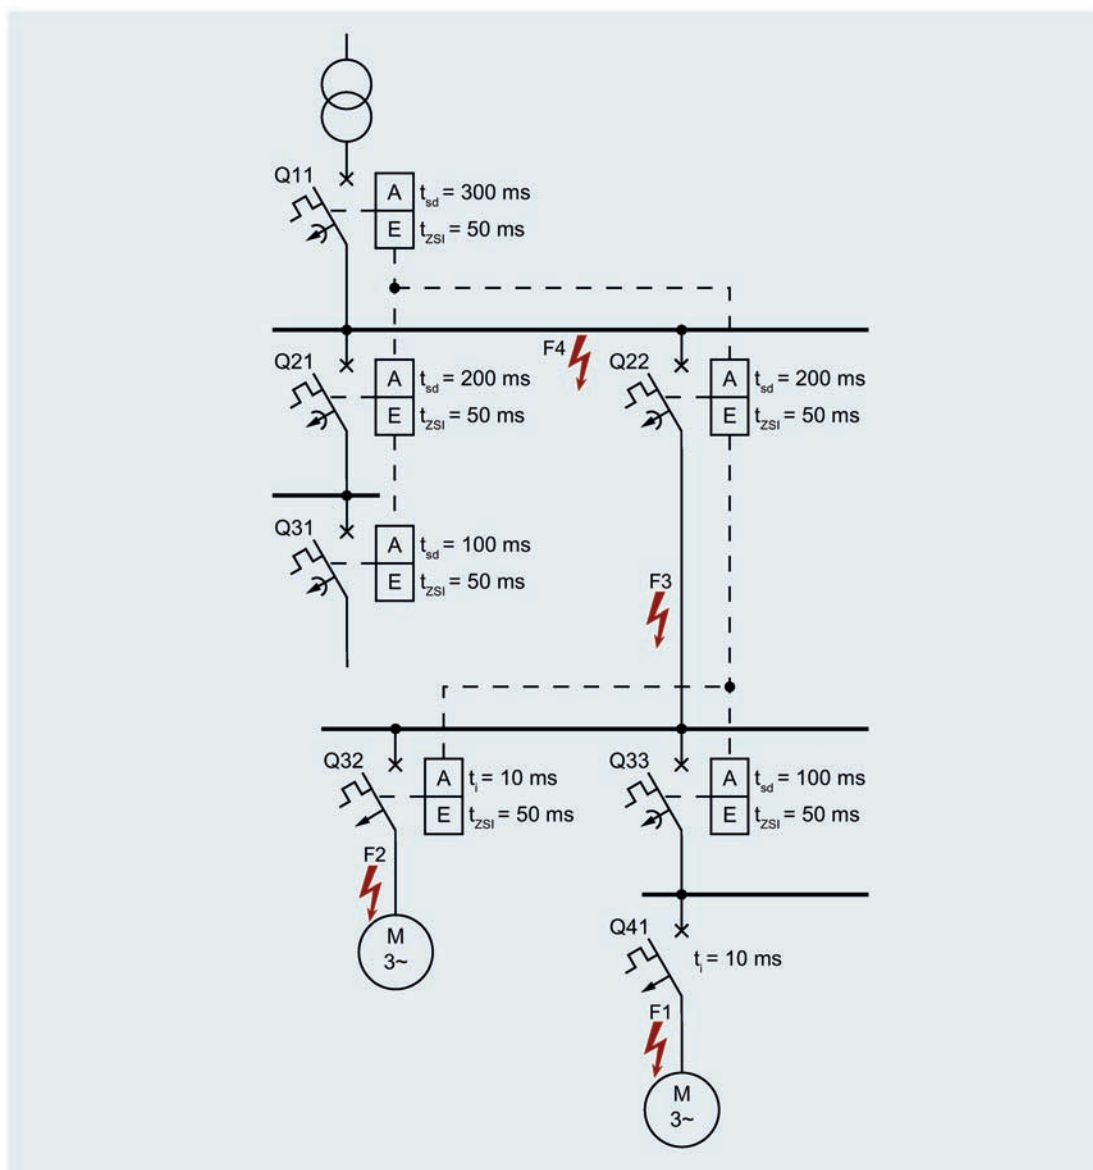 Q11
A
t_sd = 300 ms
E
t_ZSI = 50 ms
F4
Q21
A
t_sd = 200 ms
E
t_ZSI = 50 ms
Q22
A
t_sd = 200 ms
E
t_ZSI = 50 ms
Q31
A
t_sd = 100 ms
E
t_ZSI = 50 ms
F3
Q32
A
t_i = 10 ms
E
t_ZSI = 50 ms
Q33
A
t_sd = 100 ms
E
t_ZSI = 50 ms
F2
M
3~
Q41
t_i = 10 ms
F1
M
3~